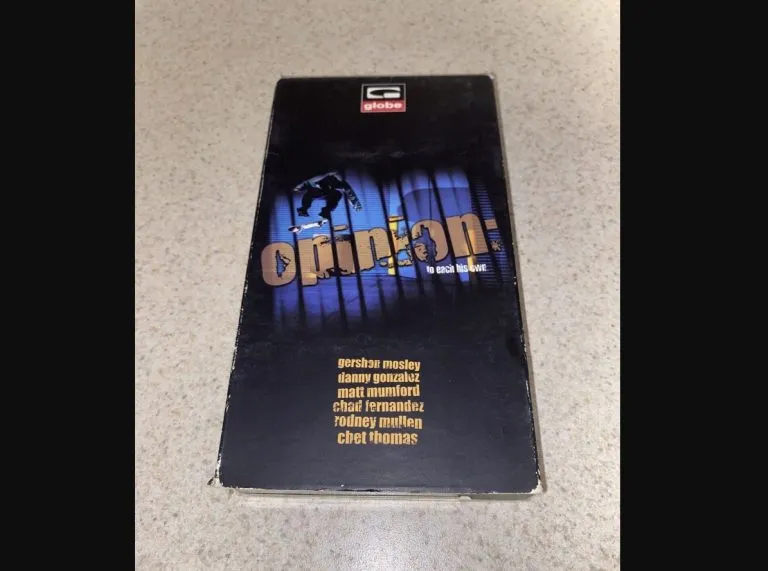 globe
opinion.
to each his own
gershon mosley
danny gonzalez
matt mumford
chad fernandez
rodney mullen
chet thomas